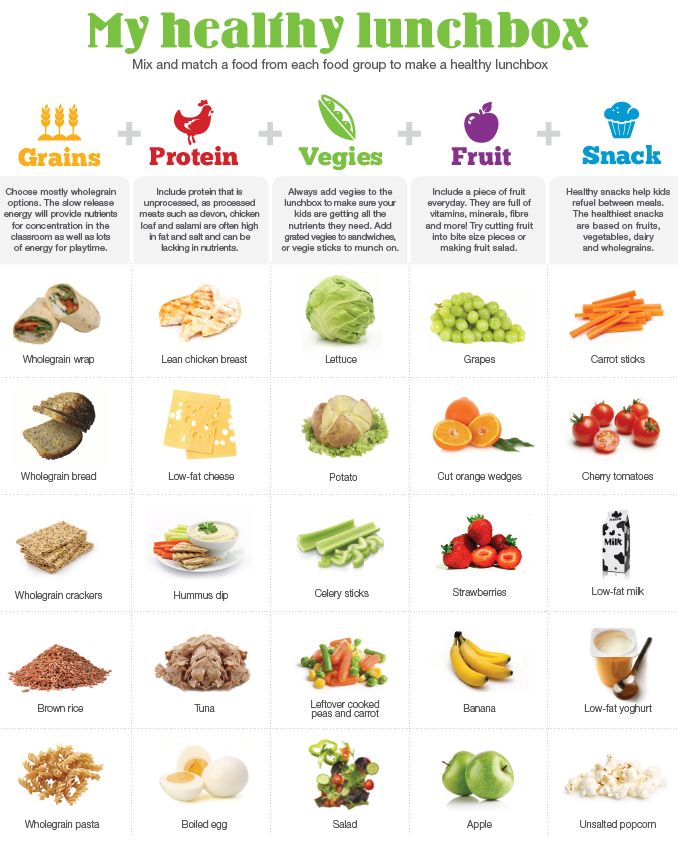 My healthy lunchbox
Mix and match a food from each food group to make a healthy lunchbox
Grains
Protein
Vegies
Fruit
Snack
Choose mostly wholegrain
options. The slow release
energy will provide nutrients
for concentration in the
classroom as well as lots
of energy for playtime.
Include protein that is
unprocessed, as processed
meats such as devon, chicken
loaf and salami are often high
in fat and salt and can be
lacking in nutrients.
Always add vegies to the
lunchbox to make sure your
kids are getting all the
nutrients they need. Add
grated vegies to sandwiches,
or vegie sticks to munch on.
Include a piece of fruit
everyday. They are full of
vitamins, minerals, fibre
and more! Try cutting fruit
into bite size pieces or
making fruit salad.
Healthy snacks help kids
refuel between meals.
The healthiest snacks
are based on fruits,
vegetables, dairy
and wholegrains.
Wholegrain wrap
Lean chicken breast
Lettuce
Grapes
Carrot sticks
Wholegrain bread
Low-fat cheese
Potato
Cut orange wedges
Cherry tomatoes
Milk
Wholegrain crackers
Hummus dip
Celery sticks
Strawberries
Low-fat milk
Brown rice
Tuna
Leftover cooked
peas and carrot
Banana
Low-fat yoghurt
Wholegrain pasta
Boiled egg
Salad
Apple
Unsalted popcorn